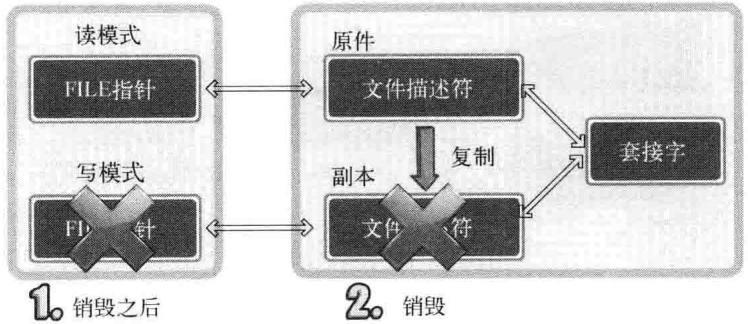 读模式
FILE指针
写模式
FI 针
1. 销毁之后
原件
文件描述符
复制
副本
文件 符
套接字
2. 销毁